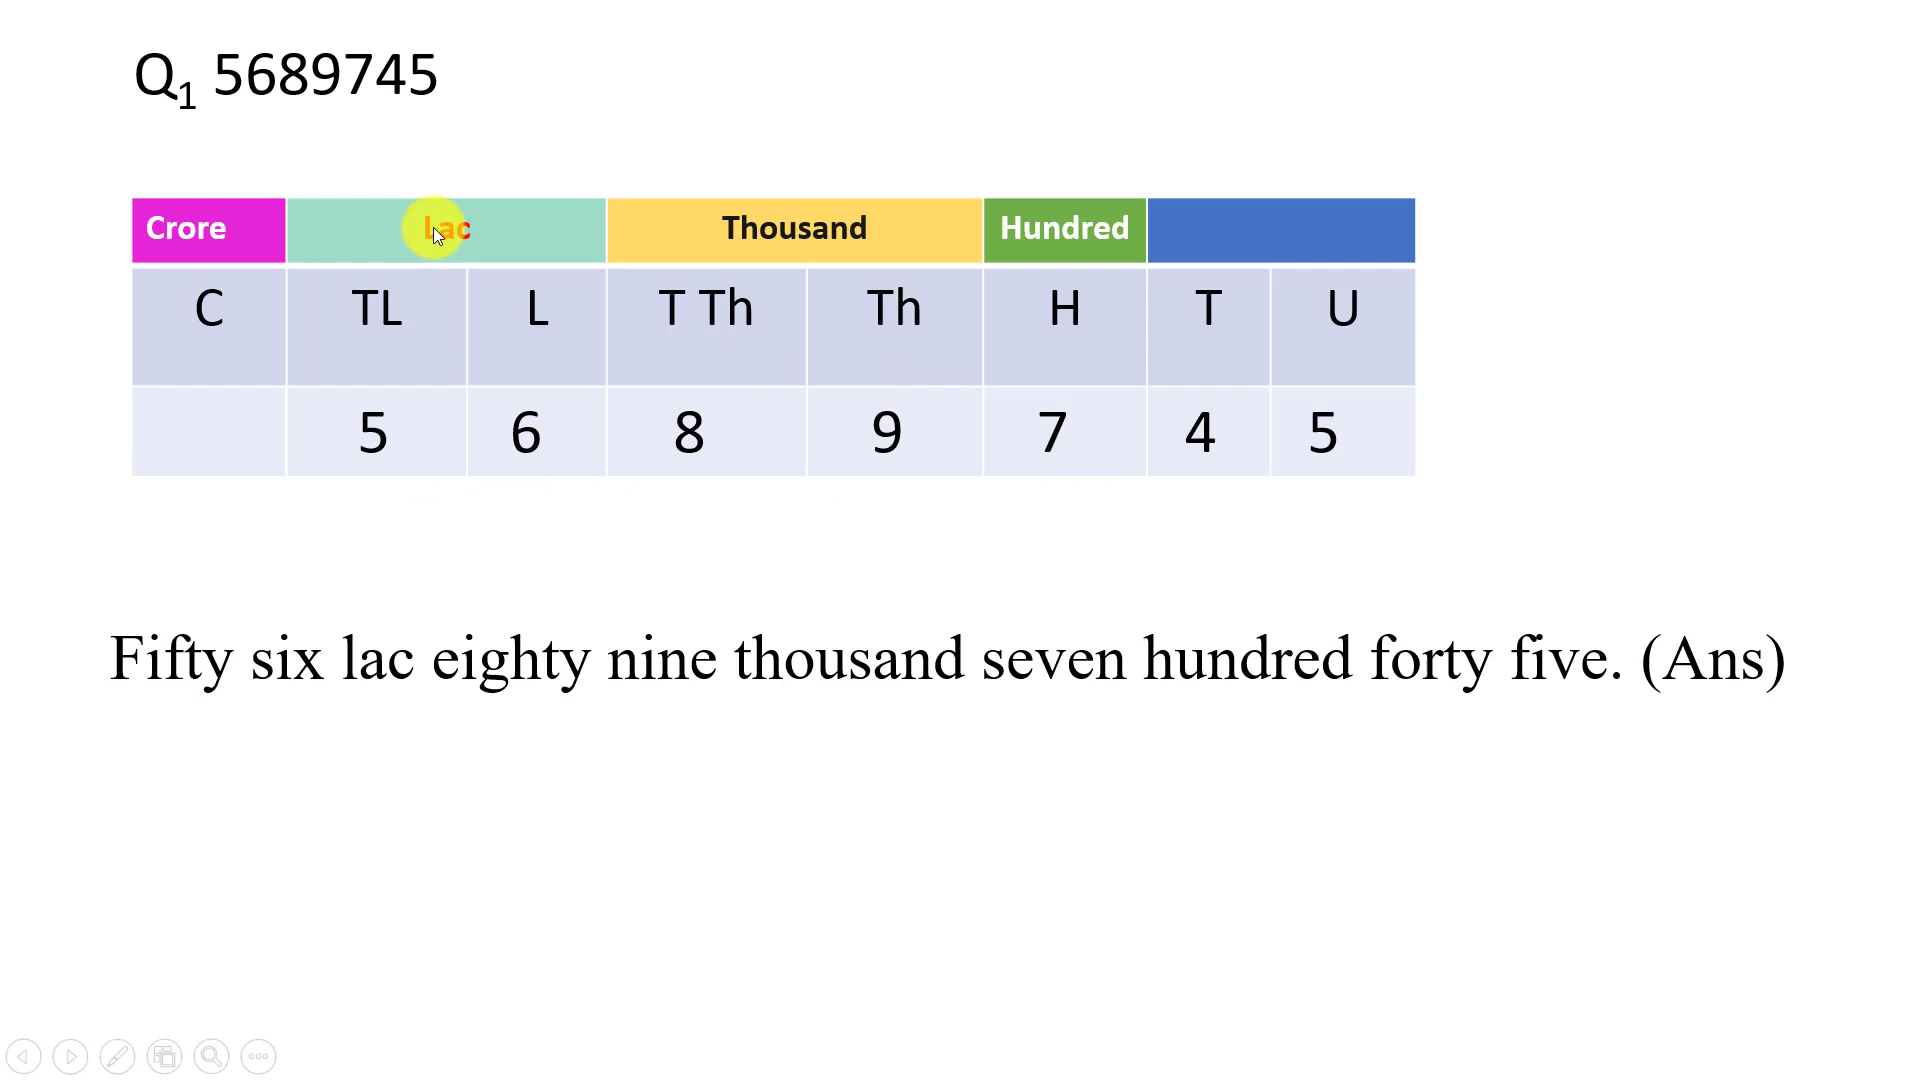 Q1 5689745
Crore Lac Thousand Hundred
C TL L T Th Th H T U
5 6 8 9 7 4 5
Fifty six lac eighty nine thousand seven hundred forty five. (Ans)